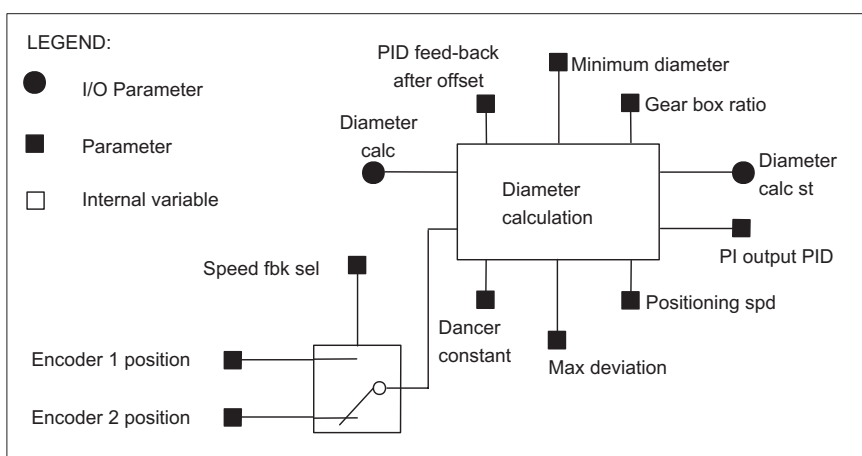 LEGEND:
I/O Parameter
Parameter
Internal variable
PID feed-back
after offset
Minimum diameter
Gear box ratio
Diameter
calc
Diameter
calculation
Diameter
calc st
PI output PID
Speed fbk sel
Positioning spd
Dancer
constant
Max deviation
Encoder 1 position
Encoder 2 position